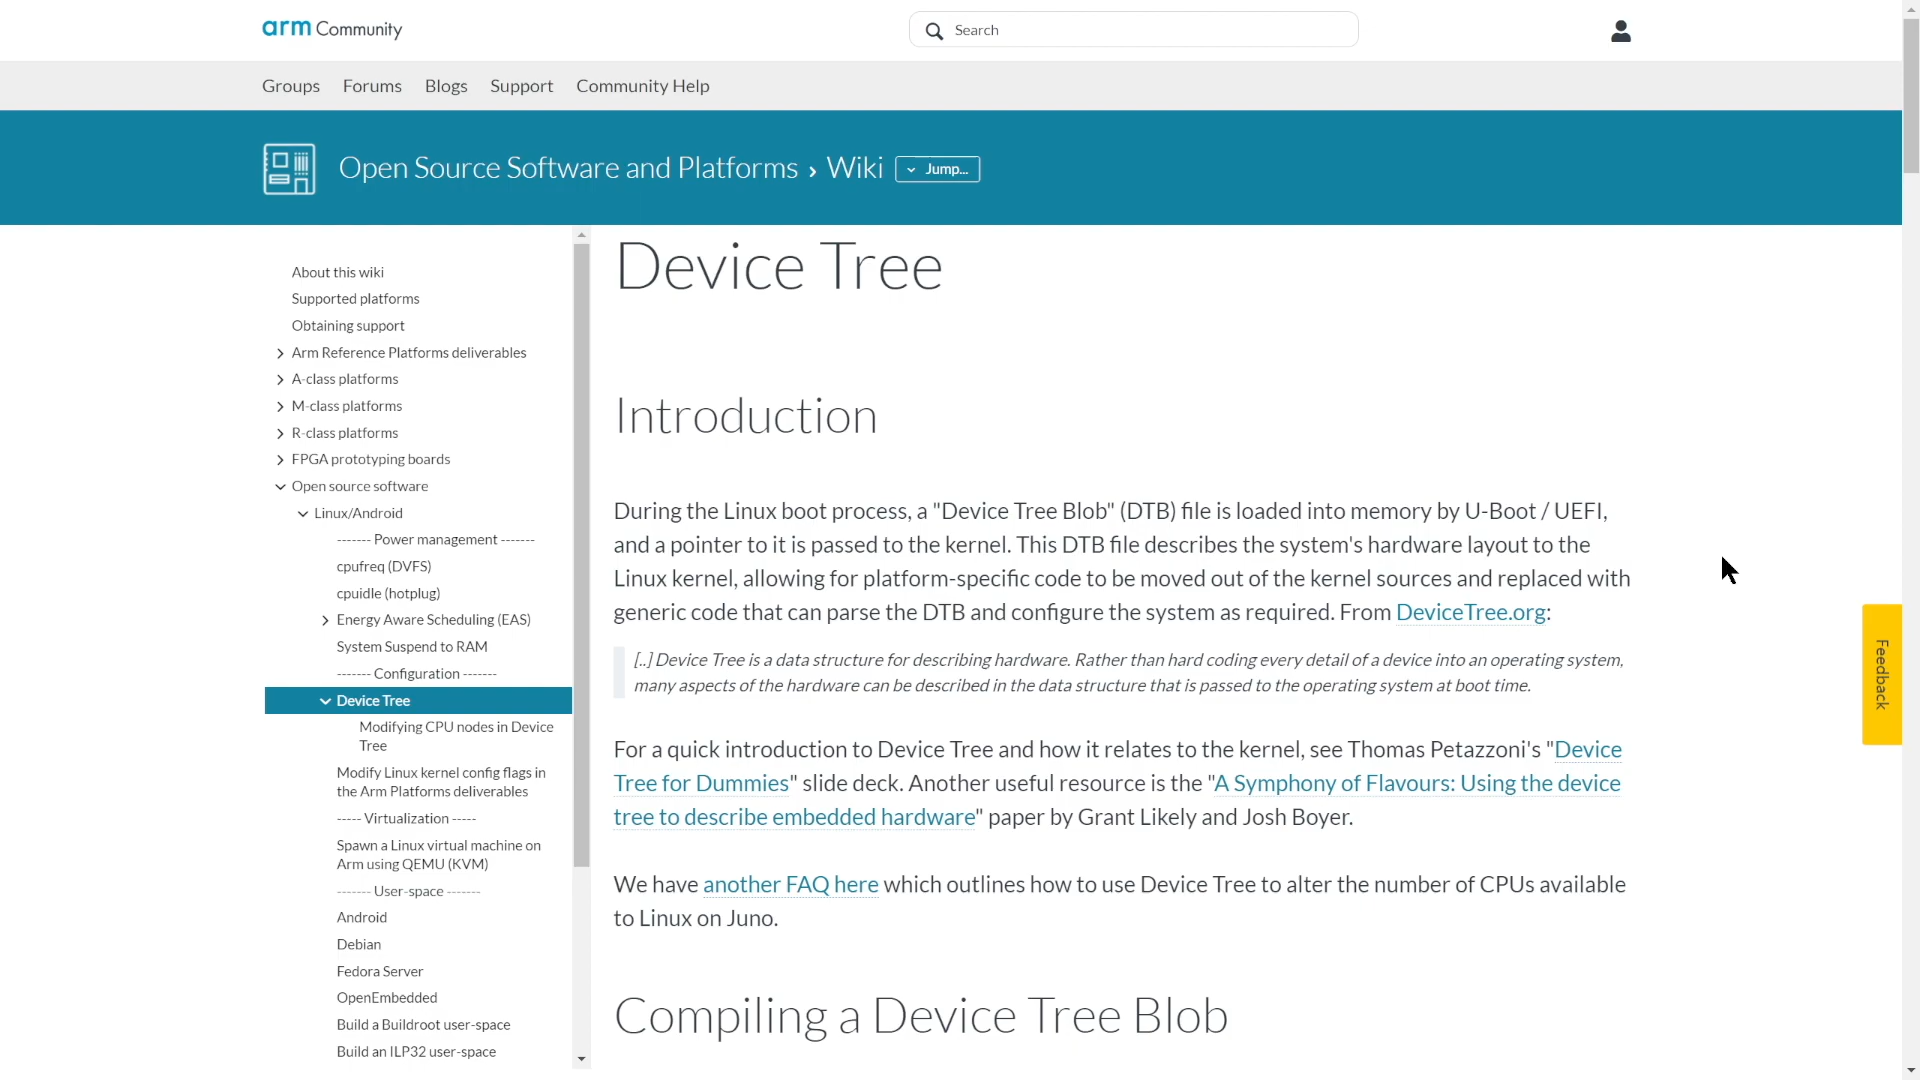 arm Community
Search
Groups Forums Blogs Support Community Help
Open Source Software and Platforms › Wiki Jump...
About this wiki
Supported platforms
Obtaining support
Arm Reference Platforms deliverables
A-class platforms
M-class platforms
R-class platforms
FPGA prototyping boards
Open source software
Linux/Android
------- Power management -------
cpufreq (DVFS)
cpuidle (hotplug)
Energy Aware Scheduling (EAS)
System Suspend to RAM
------- Configuration -------
Device Tree
Modifying CPU nodes in Device
Tree
Modify Linux kernel config flags in
the Arm Platforms deliverables
----- Virtualization -----
Spawn a Linux virtual machine on
Arm using QEMU (KVM)
------- User-space -------
Android
Debian
Fedora Server
OpenEmbedded
Build a Buildroot user-space
Build an ILP32 user-space
Device Tree
Introduction
During the Linux boot process, a "Device Tree Blob" (DTB) file is loaded into memory by U-Boot / UEFI,
and a pointer to it is passed to the kernel. This DTB file describes the system's hardware layout to the
Linux kernel, allowing for platform-specific code to be moved out of the kernel sources and replaced with
generic code that can parse the DTB and configure the system as required. From DeviceTree.org:
[..] Device Tree is a data structure for describing hardware. Rather than hard coding every detail of a device into an operating system,
many aspects of the hardware can be described in the data structure that is passed to the operating system at boot time.
For a quick introduction to Device Tree and how it relates to the kernel, see Thomas Petazzoni's "Device
Tree for Dummies" slide deck. Another useful resource is the "A Symphony of Flavours: Using the device
tree to describe embedded hardware" paper by Grant Likely and Josh Boyer.
We have another FAQ here which outlines how to use Device Tree to alter the number of CPUs available
to Linux on Juno.
Compiling a Device Tree Blob
Feedback